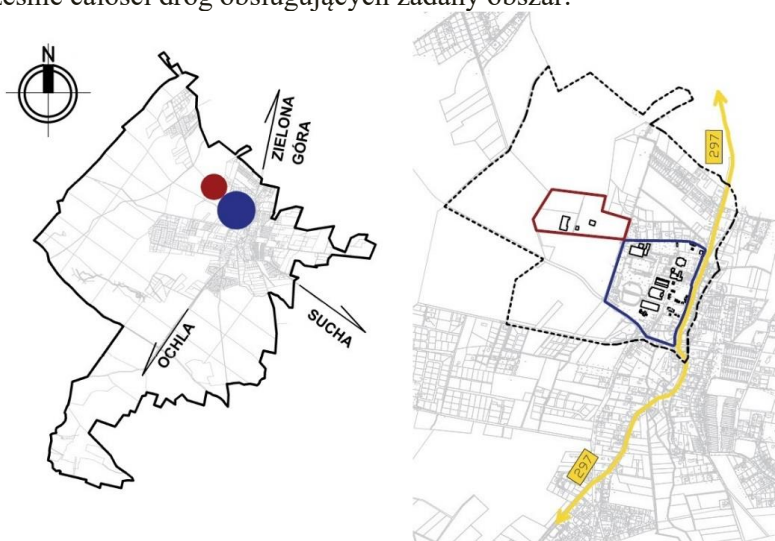 całości dróg obsługujących zadany obszar.
N
ZIELONA
GÓRA
SUCHA
OCHLA
297
297